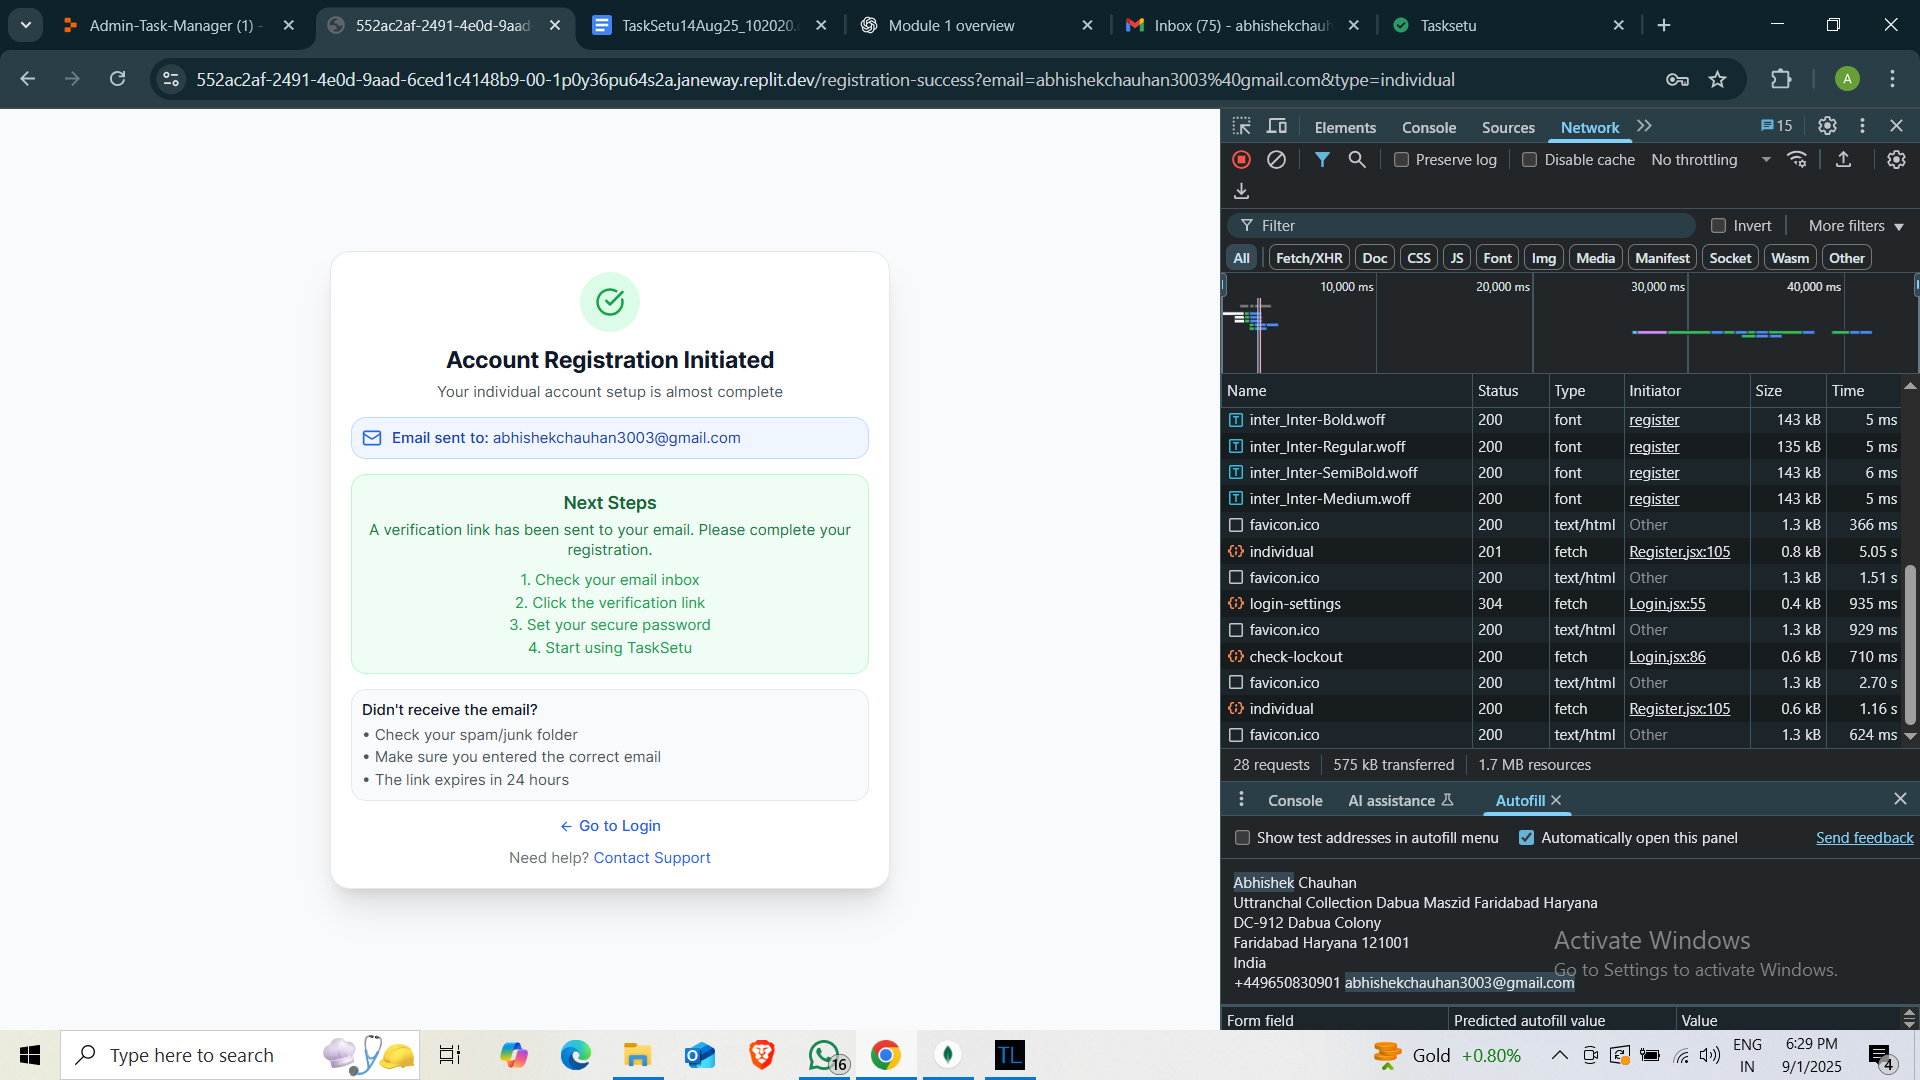 Admin-Task-Manager (1) -
552ac2af-2491-4e0d-9aad-
TaskSetu14Aug25_102020.
Module 1 overview
Inbox (75) - abhishekchauh
Tasksetu
552ac2af-2491-4e0d-9aad-6ced1c4148b9-00-1p0y36pu64s2a.janeway.replit.dev/registration-success?email=abhishekchauhan3003%40gmail.com&type=individual
A
Account Registration Initiated
Your individual account setup is almost complete
Email sent to: abhishekchauhan3003@gmail.com
Next Steps
A verification link has been sent to your email. Please complete your
registration.
1. Check your email inbox
2. Click the verification link
3. Set your secure password
4. Start using TaskSetu
Didn't receive the email?
• Check your spam/junk folder
• Make sure you entered the correct email
• The link expires in 24 hours
← Go to Login
Need help? Contact Support
Elements Console Sources Network 15
Preserve log Disable cache No throttling
Filter Invert More filters
All Fetch/XHR Doc CSS JS Font Img Media Manifest Socket Wasm Other
10,000 ms 20,000 ms 30,000 ms 40,000 ms
Name Status Type Initiator Size Time
inter_Inter-Bold.woff 200 font register 143 kB 5 ms
inter_Inter-Regular.woff 200 font register 135 kB 5 ms
inter_Inter-SemiBold.woff 200 font register 143 kB 6 ms
inter_Inter-Medium.woff 200 font register 143 kB 5 ms
favicon.ico 200 text/html Other 1.3 kB 366 ms
individual 201 fetch Register.jsx:105 0.8 kB 5.05 s
favicon.ico 200 text/html Other 1.3 kB 1.51 s
login-settings 304 fetch Login.jsx:55 0.4 kB 935 ms
favicon.ico 200 text/html Other 1.3 kB 929 ms
check-lockout 200 fetch Login.jsx:86 0.6 kB 710 ms
favicon.ico 200 text/html Other 1.3 kB 2.70 s
individual 200 fetch Register.jsx:105 0.6 kB 1.16 s
favicon.ico 200 text/html Other 1.3 kB 624 ms
28 requests 575 kB transferred 1.7 MB resources
Console AI assistance Autofill
Show test addresses in autofill menu Automatically open this panel Send feedback
Abhishek Chauhan
Uttranchal Collection Dabua Maszid Faridabad Haryana
DC-912 Dabua Colony
Faridabad Haryana 121001
India
+449650830901 abhishekchauhan3003@gmail.com
Activate Windows
Go to Settings to activate Windows.
Form field Predicted autofill value Value
Type here to search
16
TL
Gold +0.80%
ENG
IN
6:29 PM
9/1/2025
4